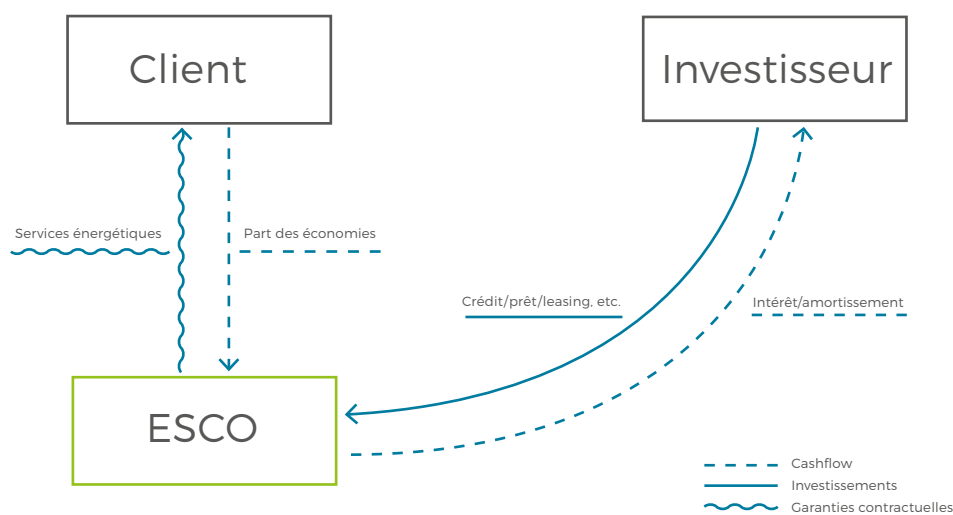 Client
Investisseur
Services énergétiques
Part des économies
Crédit/prêt/leasing, etc.
Intérêt/amortissement
ESCO
Cashflow
Investissements
Garanties contractuelles